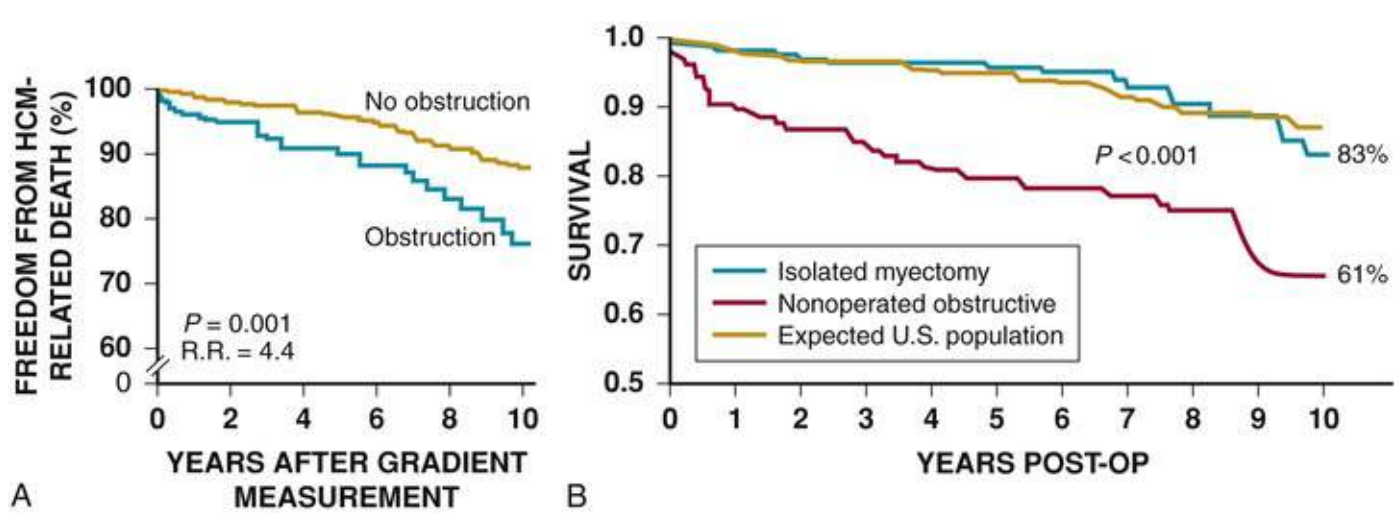 FREEDOM FROM HCM-
RELATED DEATH (%)
100
90
80
70
60
0
No obstruction
Obstruction
P = 0.001
R.R. = 4.4
0 2 4 6 8 10
YEARS AFTER GRADIENT
MEASUREMENT
A
SURVIVAL
1.0
0.9
0.8
0.7
0.6
0.5
P < 0.001
83%
61%
Isolated myectomy
Nonoperated obstructive
Expected U.S. population
0 1 2 3 4 5 6 7 8 9 10
YEARS POST-OP
B